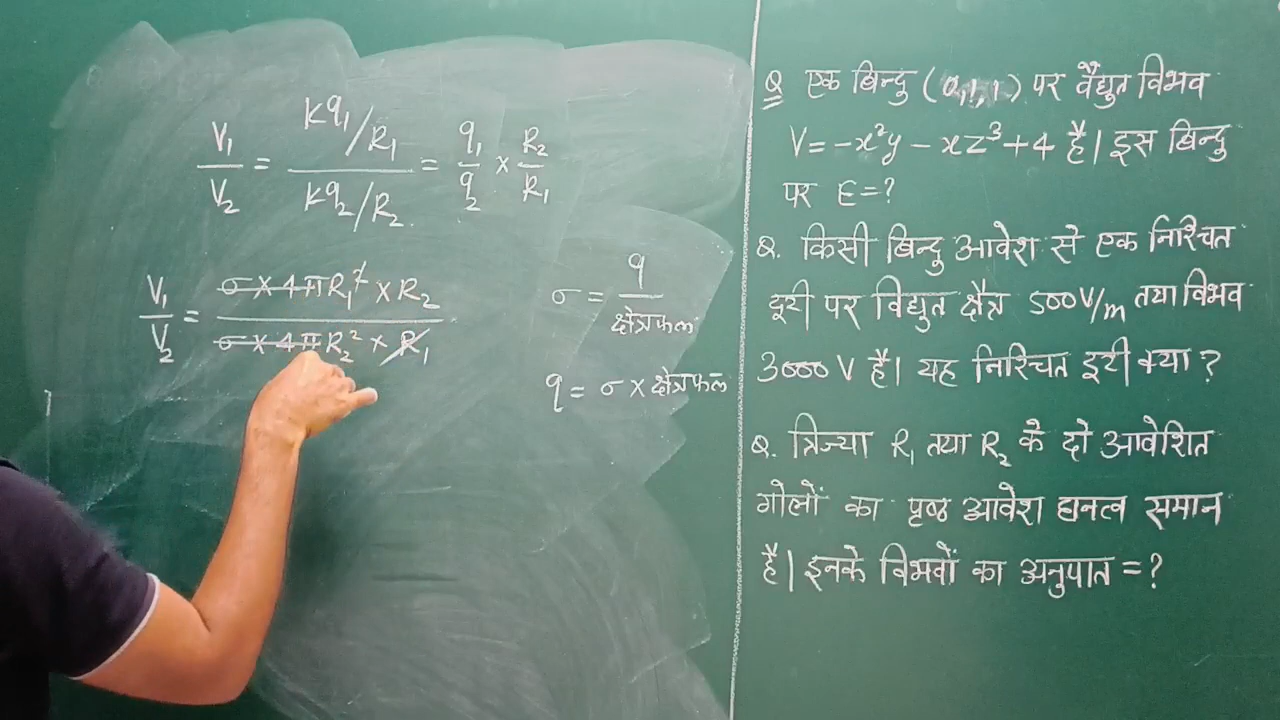 V₁/V₂ = (Kq₁/R₁)/(Kq₂/R₂) = q₁/q₂ × R₂/R₁
V₁/V₂ = (σ × 4πR₁² × R₂)/(σ × 4πR₂² × R₁)
σ = q/क्षेत्रफल
q = σ × क्षेत्रफल
Q एक बिन्दु (0,1,1) पर वैद्युत विभव
V = -x²y - xz³ + 4 है। इस बिन्दु
पर E = ?
Q. किसी बिन्दु आवेश से एक निश्चित
दूरी पर विद्युत क्षैत्र 500 V/m तथा विभव
3000 V है। यह निश्चित दूरी क्या ?
Q. त्रिज्या R₁ तथा R₂ के दो आवेशित
गोलों का पृष्ठ आवेश घनत्व समान
है। इनके विभवों का अनुपात = ?